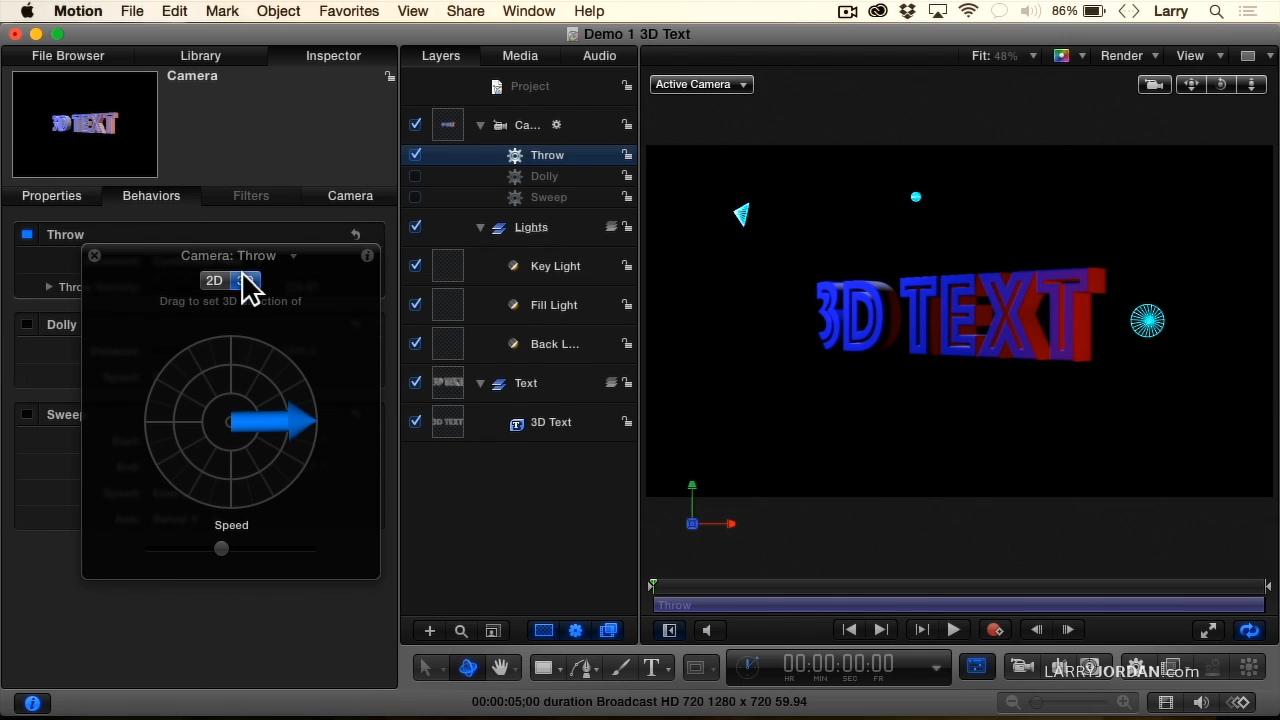 Motion File Edit Mark Object Favorites View Share Window Help 86% Larry
Demo 1 3D Text
File Browser Library Inspector Layers Media Audio Fit: 48% Render View
Camera
Project
Active Camera
Ca...
Throw
Dolly
Sweep
Properties Behaviors Filters Camera
Throw
Lights
Camera: Throw
2D
Drag to set 3D direction of
Key Light
Fill Light
Back L...
Dolly
Text
Sweep
3D Text
3D TEXT
Speed
Throw
00:00:00:00
HR MIN SEC FR
LARRYJORDAN.com
00:00:05;00 duration Broadcast HD 720 1280 x 720 59.94